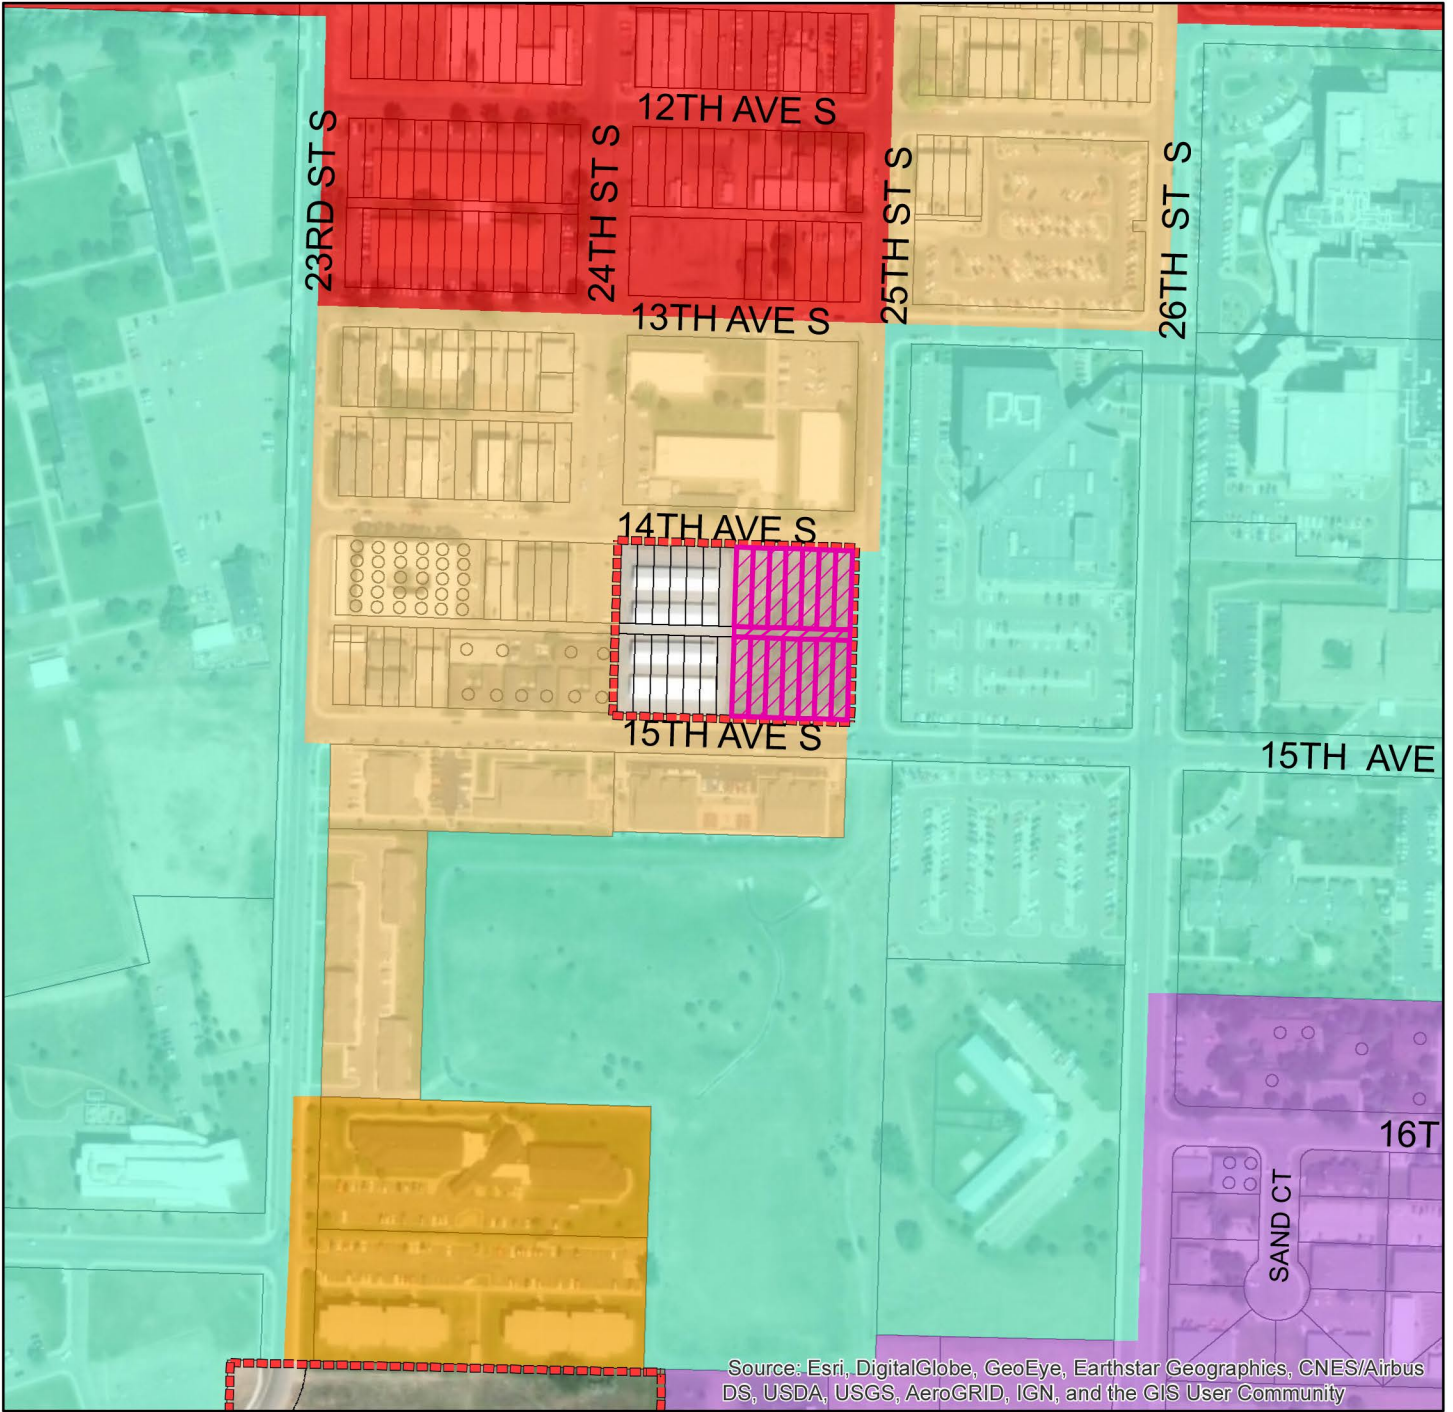 12TH AVE S
23RD ST S
24TH ST S
25TH ST S
26TH ST S
13TH AVE S
14TH AVE S
15TH AVE S
15TH AVE
16T
SAND CT
Source: Esri, DigitalGlobe, GeoEye, Earthstar Geographics, CNES/Airbus
DS, USDA, USGS, AeroGRID, IGN, and the GIS User Community